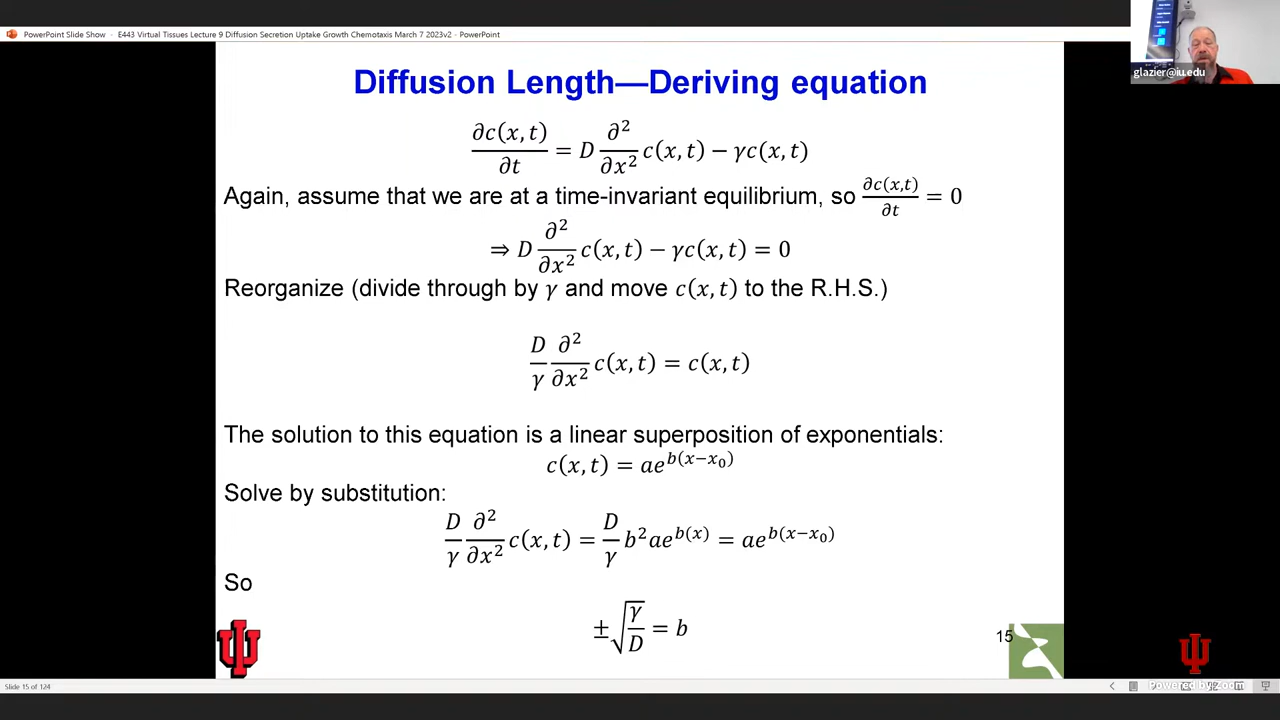 PowerPoint Slide Show - E443 Virtual Tissues Lecture 9 Diffusion Secretion Uptake Growth Chemotaxis March 7 2023v2 - PowerPoint
glazier@iu.edu
Diffusion Length—Deriving equation
∂c(x, t)/∂t = D ∂²/∂x² c(x, t) − γc(x, t)
Again, assume that we are at a time-invariant equilibrium, so ∂c(x,t)/∂t = 0
⇒ D ∂²/∂x² c(x, t) − γc(x, t) = 0
Reorganize (divide through by γ and move c(x, t) to the R.H.S.)
D/γ ∂²/∂x² c(x, t) = c(x, t)
The solution to this equation is a linear superposition of exponentials:
c(x, t) = ae^{b(x−x₀)}
Solve by substitution:
D/γ ∂²/∂x² c(x, t) = D/γ b²ae^{b(x)} = ae^{b(x−x₀)}
So
±√(γ/D) = b
15
Slide 15 of 124
Powered by Zoom